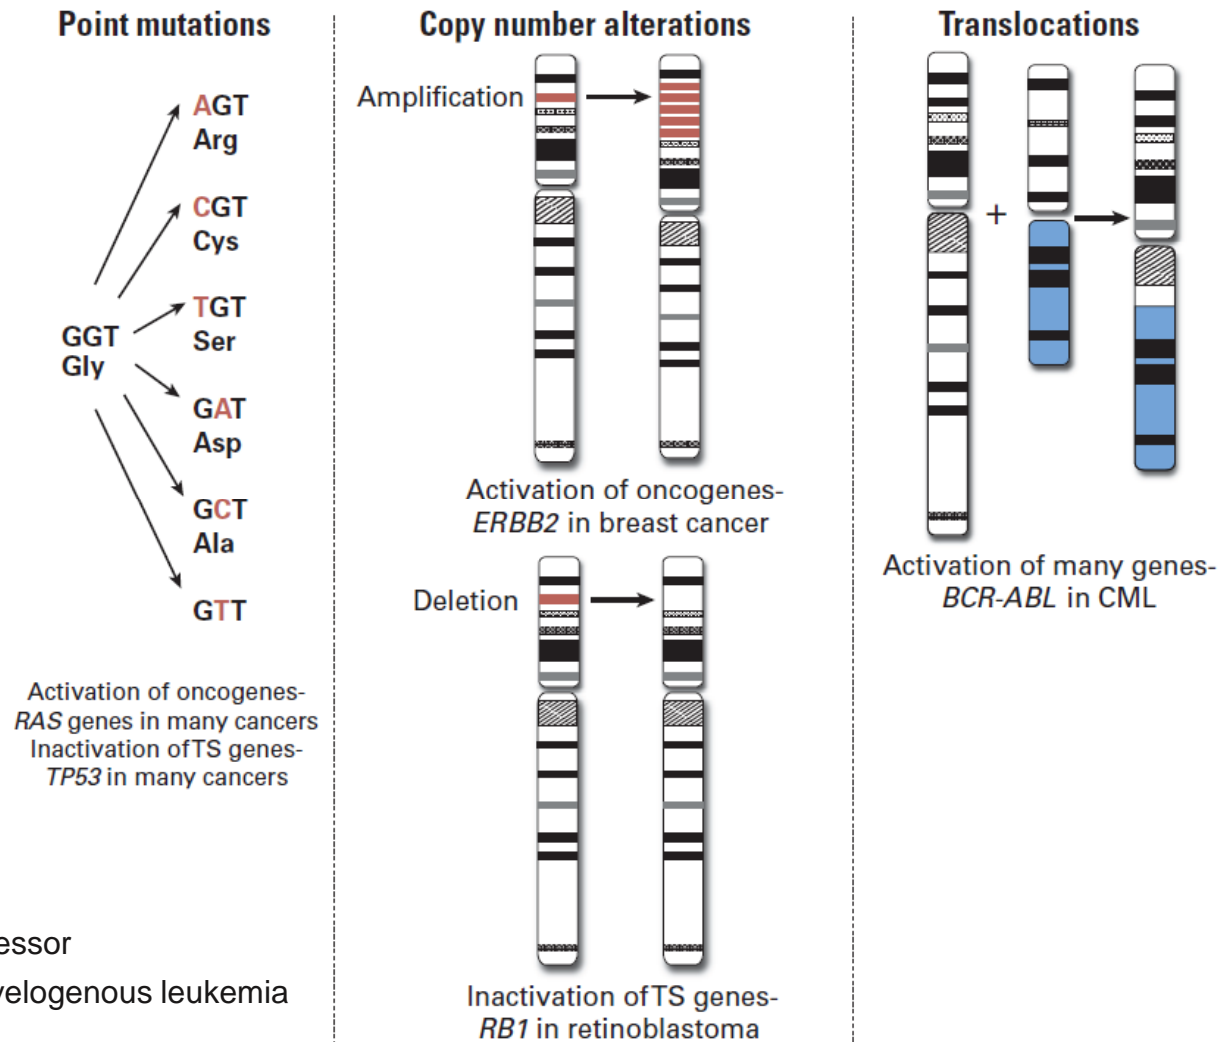 Point mutations
AGT
Arg
CGT
Cys
TGT
Ser
GGT
Gly
GAT
Asp
GCT
Ala
GTT
Activation of oncogenes-
RAS genes in many cancers
Inactivation of TS genes-
TP53 in many cancers
Copy number alterations
Amplification
Activation of oncogenes-
ERBB2 in breast cancer
Deletion
Inactivation of TS genes-
RB1 in retinoblastoma
Translocations
+
Activation of many genes-
BCR-ABL in CML
essor
yelogenous leukemia